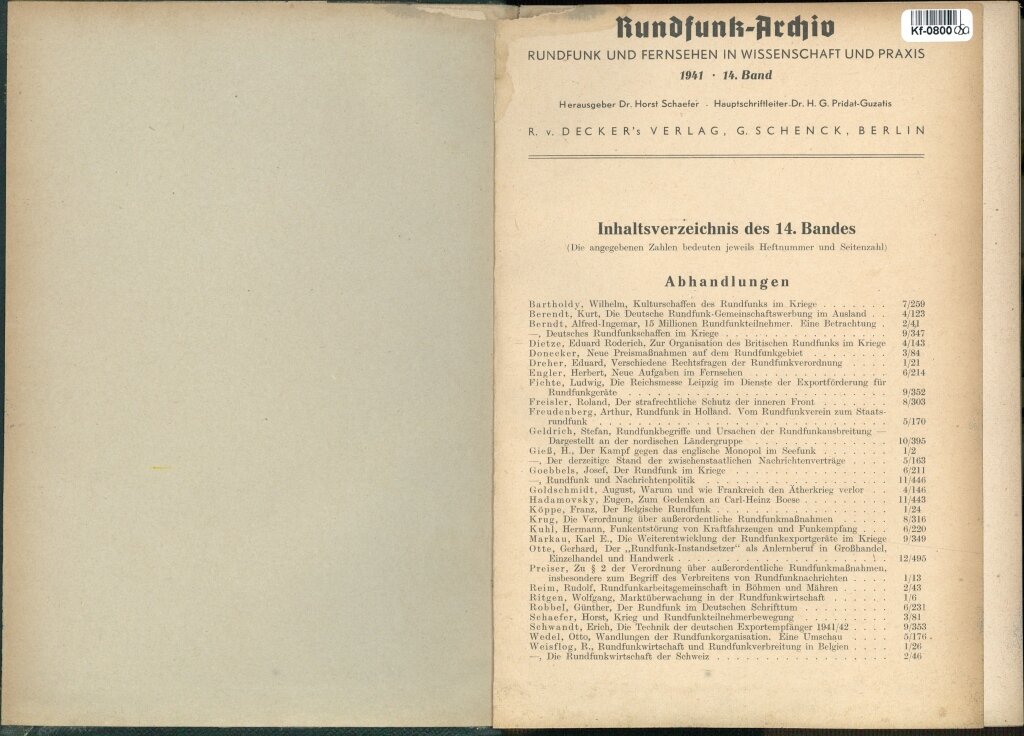 Rundfunk-Archiv
Kf-0800
RUNDFUNK UND FERNSEHEN IN WISSENSCHAFT UND PRAXIS
1941 · 14. Band
Herausgeber Dr. Horst Schaefer - Hauptschriftleiter Dr. H. G. Pridat-Guzatis
R. v. DECKER's VERLAG, G. SCHENCK, BERLIN
Inhaltsverzeichnis des 14. Bandes
(Die angegebenen Zahlen bedeuten jeweils Heftnummer und Seitenzahl)
Abhandlungen
Bartholdy, Wilhelm, Kulturschaffen des Rundfunks im Kriege . . . . . . . 7/259
Berendt, Kurt, Die Deutsche Rundfunk-Gemeinschaftswerbung im Ausland . . 4/123
Berndt, Alfred-Ingemar, 15 Millionen Rundfunkteilnehmer. Eine Betrachtung . 2/41
—, Deutsches Rundfunkschaffen im Kriege . . . . . . . . . . . . . 9/347
Dietze, Eduard Roderich, Zur Organisation des Britischen Rundfunks im Kriege 4/143
Donecker, Neue Preismaßnahmen auf dem Rundfunkgebiet . . . . . . . . 3/84
Dreher, Eduard, Verschiedene Rechtsfragen der Rundfunkverordnung . . . . 1/21
Engler, Herbert, Neue Aufgaben im Fernsehen . . . . . . . . . . . . 6/214
Fichte, Ludwig, Die Reichsmesse Leipzig im Dienste der Exportförderung für
Rundfunkgeräte . . . . . . . . . . . . . . . . . . . . . . . . 9/352
Freisler, Roland, Der strafrechtliche Schutz der inneren Front . . . . . . . 8/303
Freudenberg, Arthur, Rundfunk in Holland. Vom Rundfunkverein zum Staats-
rundfunk . . . . . . . . . . . . . . . . . . . . . . . . . . . 5/170
Geldrich, Stefan, Rundfunkbegriffe und Ursachen der Rundfunkausbreitung —
Dargestellt an der nordischen Ländergruppe . . . . . . . . . . . . 10/395
Gieß, H., Der Kampf gegen das englische Monopol im Seefunk . . . . . . 1/2
—, Der derzeitige Stand der zwischenstaatlichen Nachrichtenverträge . . . . 5/163
Goebbels, Josef, Der Rundfunk im Kriege . . . . . . . . . . . . . . 6/211
—, Rundfunk und Nachrichtenpolitik . . . . . . . . . . . . . . . . 11/446
Goldschmidt, August, Warum und wie Frankreich den Ätherkrieg verlor . . . 4/146
Hadamovsky, Eugen, Zum Gedenken an Carl-Heinz Boese . . . . . . . . 11/443
Köppe, Franz, Der Belgische Rundfunk . . . . . . . . . . . . . . . 1/24
Krug, Die Verordnung über außerordentliche Rundfunkmaßnahmen . . . . . 8/316
Kuhl, Hermann, Funkentstörung von Kraftfahrzeugen und Funkempfang . . . . 6/220
Markau, Karl E., Die Weiterentwicklung der Rundfunkexportgeräte im Kriege 9/349
Otte, Gerhard, Der „Rundfunk-Instandsetzer“ als Anlernberuf in Großhandel,
Einzelhandel und Handwerk . . . . . . . . . . . . . . . . . . . 12/495
Preiser, Zu § 2 der Verordnung über außerordentliche Rundfunkmaßnahmen,
insbesondere zum Begriff des Verbreitens von Rundfunknachrichten . . . . 1/13
Reim, Rudolf, Rundfunkarbeitsgemeinschaft in Böhmen und Mähren . . . . . 2/43
Ritgen, Wolfgang, Marktüberwachung in der Rundfunkwirtschaft . . . . . . 1/6
Robbel, Günther, Der Rundfunk im Deutschen Schrifttum . . . . . . . . 6/231
Schaefer, Horst, Krieg und Rundfunkteilnehmerbewegung . . . . . . . . 3/81
Schwandt, Erich, Die Technik der deutschen Exportempfänger 1941/42 . . . . 9/353
Wedel, Otto, Wandlungen der Rundfunkorganisation. Eine Umschau . . . . . 5/176
Weisflog, R., Rundfunkwirtschaft und Rundfunkverbreitung in Belgien . . . . 1/26
—, Die Rundfunkwirtschaft der Schweiz . . . . . . . . . . . . . . . 2/46